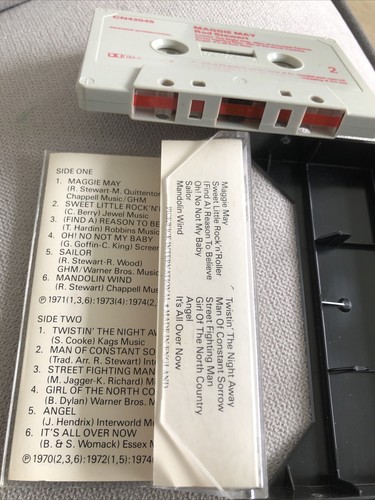 CN42045
MAGGIE MAY
Rod Stewart
2
SIDE ONE
1. MAGGIE MAY
(R. Stewart-M. Quittenton
Chappell Music/GHM
2. SWEET LITTLE ROCK'N'
(C. Berry) Jewel Music
3. (FIND A) REASON TO BE
(T. Hardin) Robbins Music
4. OH! NO NOT MY BABY
(G. Goffin-C. King) Screen
5. SAILOR
(R. Stewart-R. Wood)
GHM/Warner Bros. Music
6. MANDOLIN WIND
(R. Stewart) Chappell Mus
℗ 1971(1,3,6):1973(4):1974(2,
SIDE TWO
1. TWISTIN' THE NIGHT AW
(S. Cooke) Kags Music
2. MAN OF CONSTANT SO
(Trad. Arr. R. Stewart) Int
3. STREET FIGHTING MAN
(M. Jagger-K. Richard) M
4. GIRL OF THE NORTH CO
(B. Dylan) Warner Bros. M
5. ANGEL
(J. Hendrix) Interworld M
6. IT'S ALL OVER NOW
(B. & S. Womack) Essex M
℗ 1970(2,3,6):1972(1,5):1974
Maggie May
Sweet Little Rock'n'Roller
(Find A) Reason To Believe
Oh! No Not My Baby
Sailor
Mandolin Wind
Twistin' The Night Away
Man Of Constant Sorrow
Street Fighting Man
Girl Of The North Country
Angel
It's All Over Now
MADE IN ENGLAND